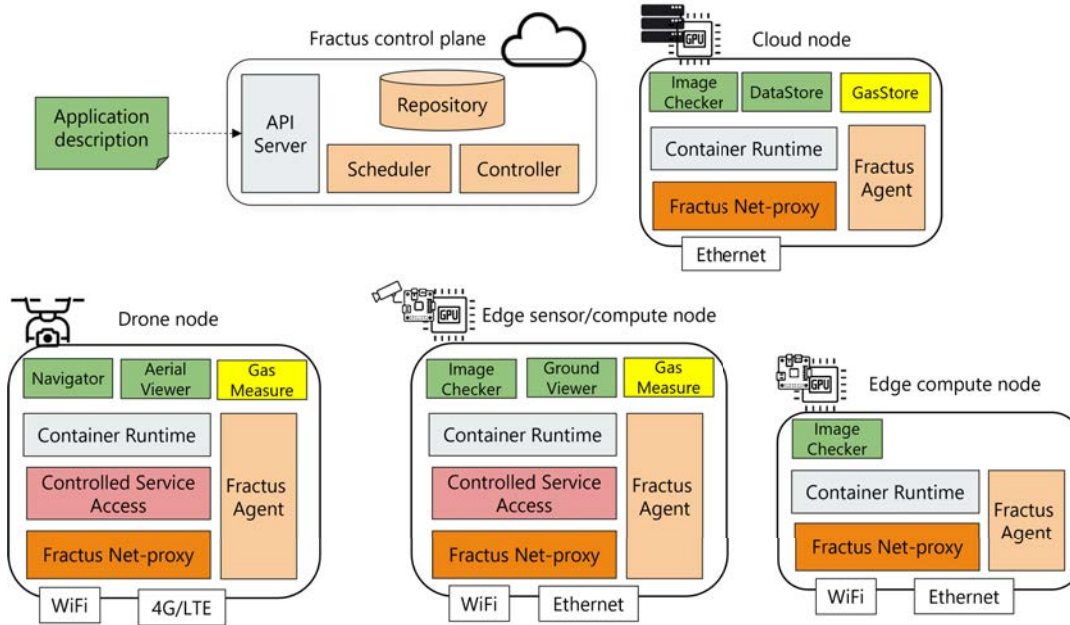 Fractus control plane
Application
description
API
Server
Repository
Scheduler
Controller
GPU
Cloud node
Image
Checker
DataStore
GasStore
Container Runtime
Fractus
Agent
Fractus Net-proxy
Ethernet
Drone node
Navigator
Aerial
Viewer
Gas
Measure
Container Runtime
Controlled Service
Access
Fractus
Agent
Fractus Net-proxy
WiFi
4G/LTE
GPU
Edge sensor/compute node
Image
Checker
Ground
Viewer
Gas
Measure
Container Runtime
Controlled Service
Access
Fractus
Agent
Fractus Net-proxy
WiFi
Ethernet
GPU
Edge compute node
Image
Checker
Container Runtime
Fractus
Agent
Fractus Net-proxy
WiFi
Ethernet